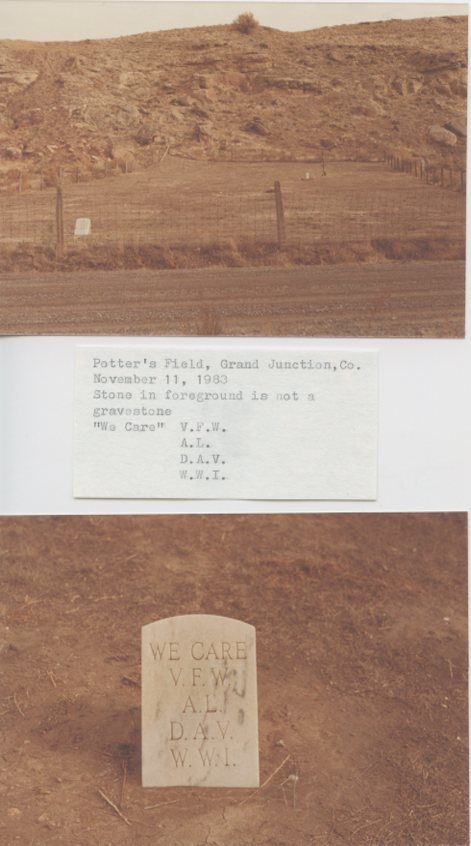 Potter's Field, Grand Junction,Co.
November 11, 1983
Stone in foreground is not a
gravestone
"We Care" V.F.W.
A.L.
D.A.V.
W.W.I.
WE CARE
V.F.W.
A.L.
D.A.V.
W.W.I.